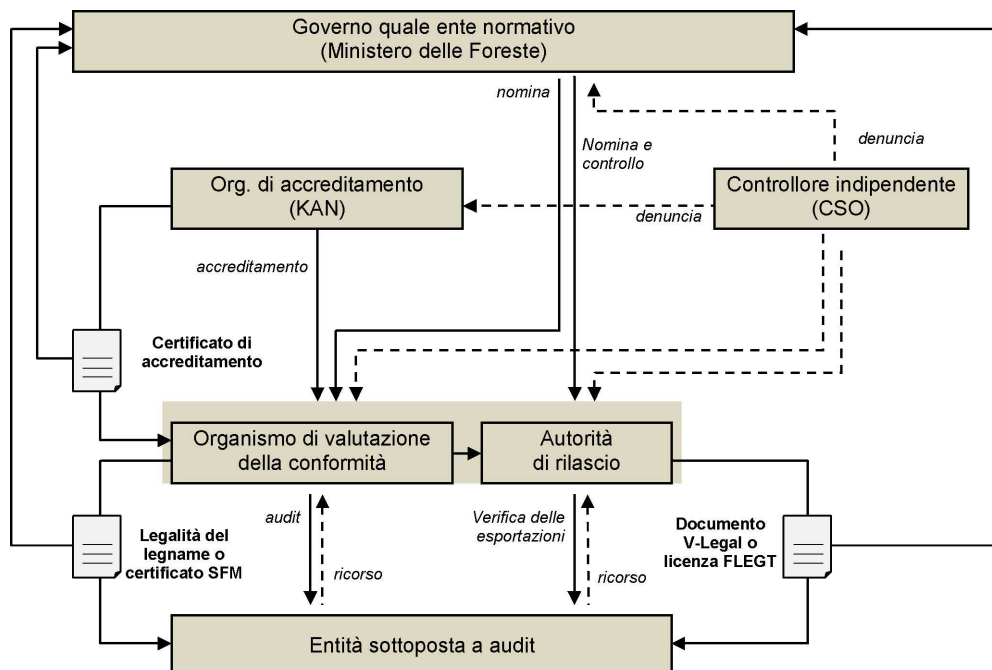 Governo quale ente normativo
(Ministero delle Foreste)
nomina
Nomina e
controllo
denuncia
Org. di accreditamento
(KAN)
denuncia
Controllore indipendente
(CSO)
accreditamento
Certificato di
accreditamento
Organismo di valutazione
della conformità
Autorità
di rilascio
audit
ricorso
Verifica delle
esportazioni
ricorso
Legalità del
legname o
certificato SFM
Documento
V-Legal o
licenza FLEGT
Entità sottoposta a audit